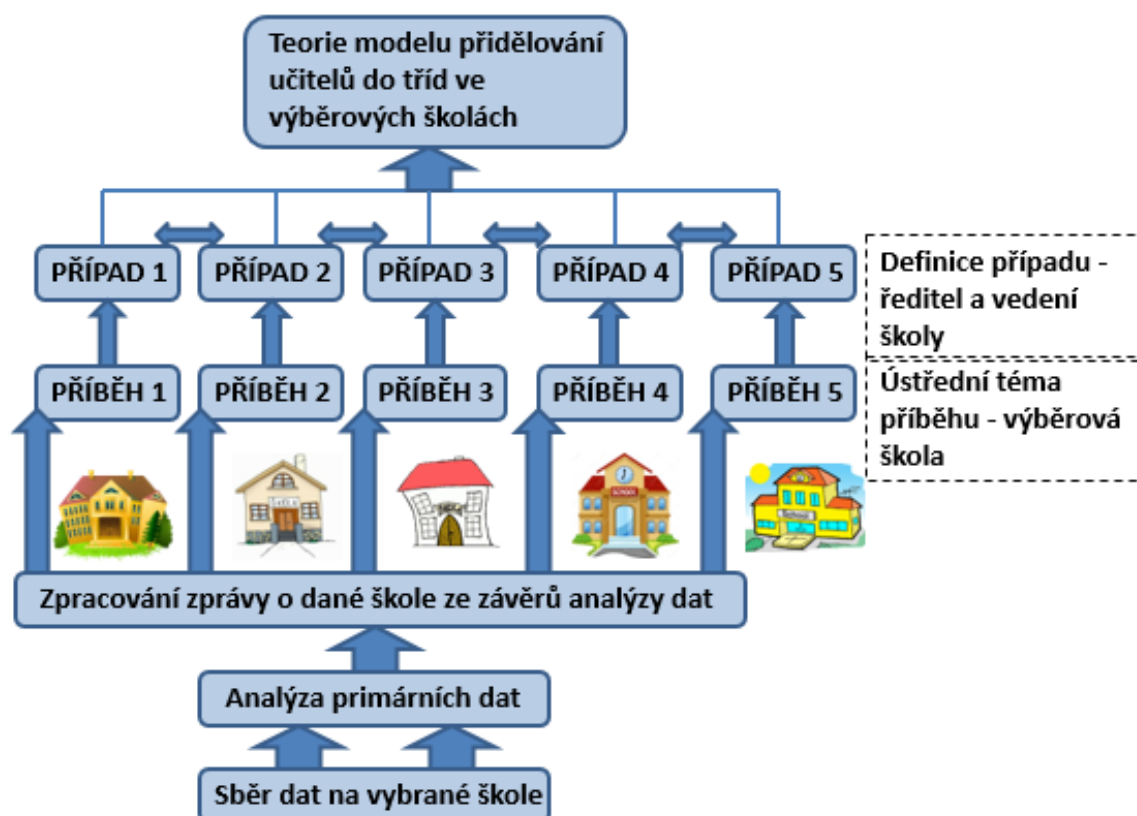 Teorie modelu přidělování
učitelů do tříd ve
výběrových školách
PŘÍPAD 1
PŘÍPAD 2
PŘÍPAD 3
PŘÍPAD 4
PŘÍPAD 5
Definice případu -
ředitel a vedení
školy
PŘÍBĚH 1
PŘÍBĚH 2
PŘÍBĚH 3
PŘÍBĚH 4
PŘÍBĚH 5
Ústřední téma
příběhu - výběrová
škola
SCHOOL
Zpracování zprávy o dané škole ze závěrů analýzy dat
Analýza primárních dat
Sběr dat na vybrané škole